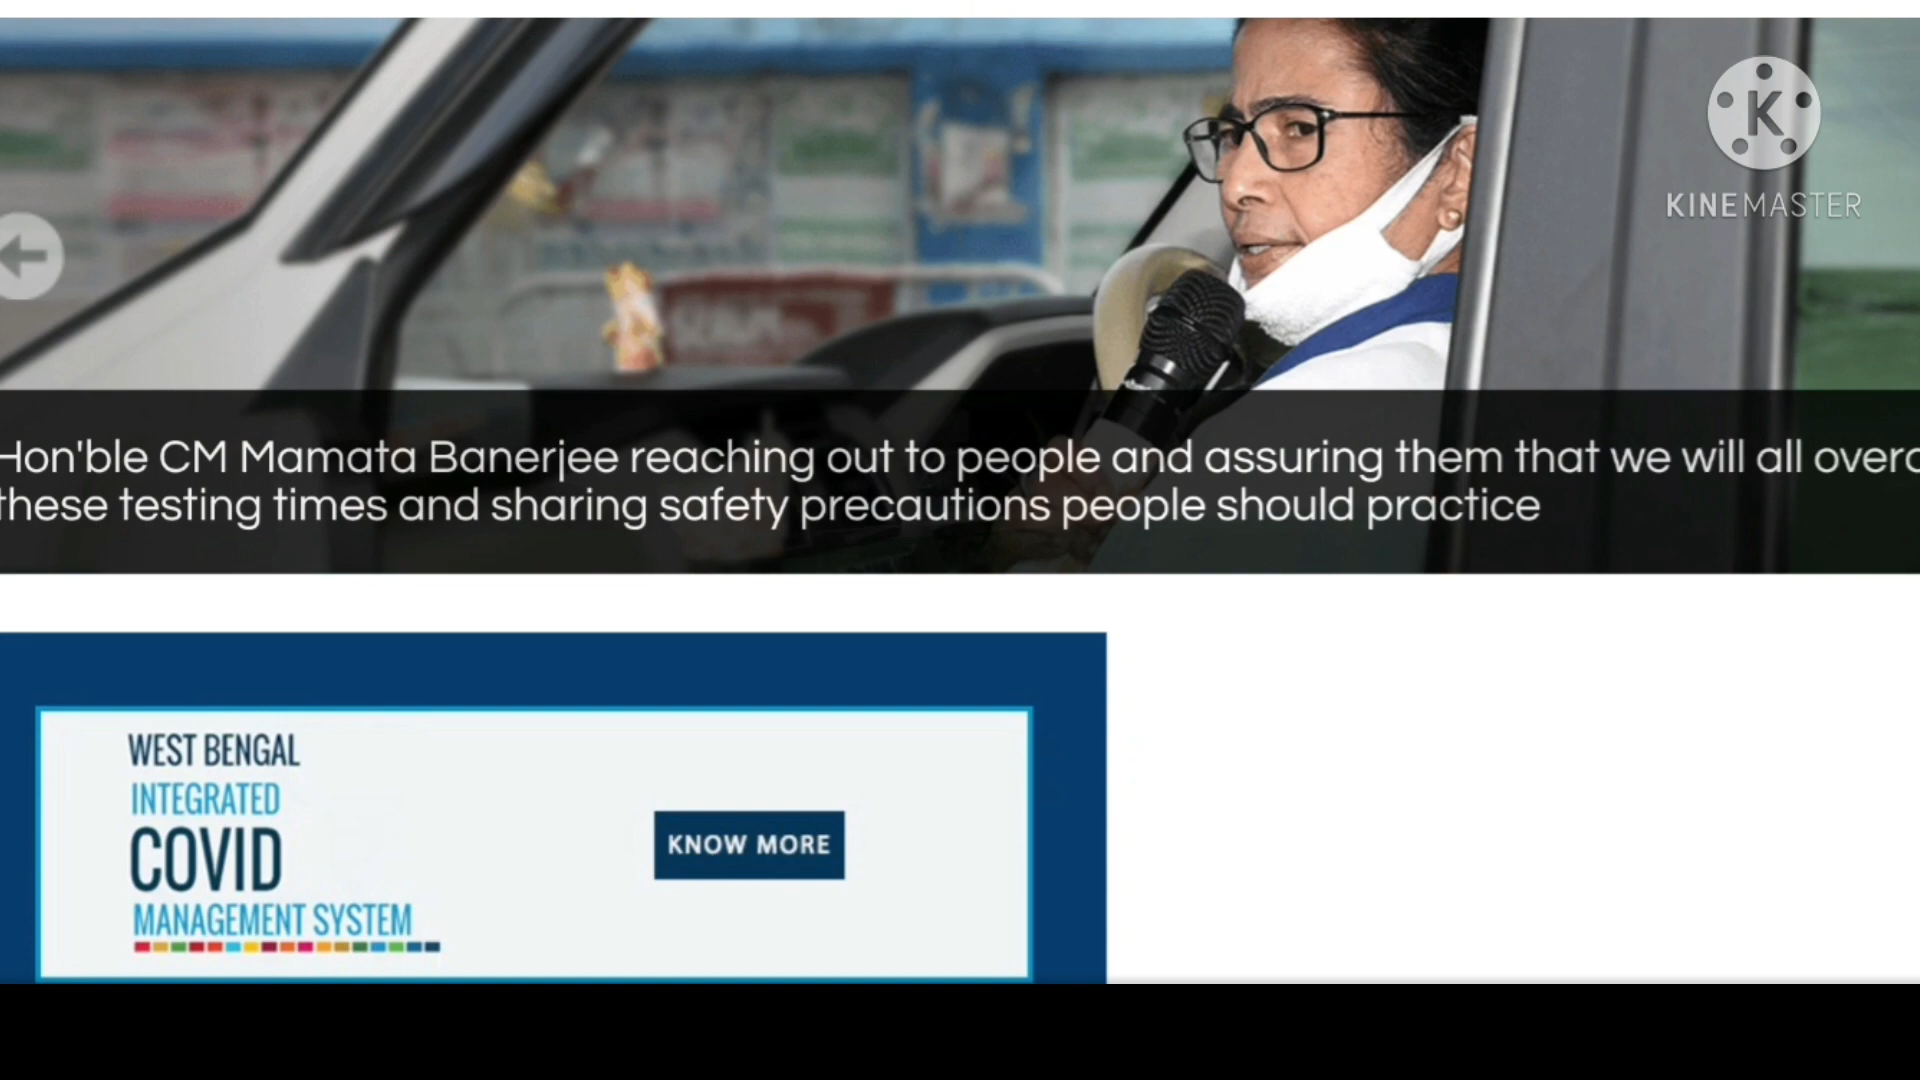 K
KINEMASTER
Hon'ble CM Mamata Banerjee reaching out to people and assuring them that we will all
these testing times and sharing safety precautions people should practice
WEST BENGAL
INTEGRATED
COVID
KNOW MORE
MANAGEMENT SYSTEM